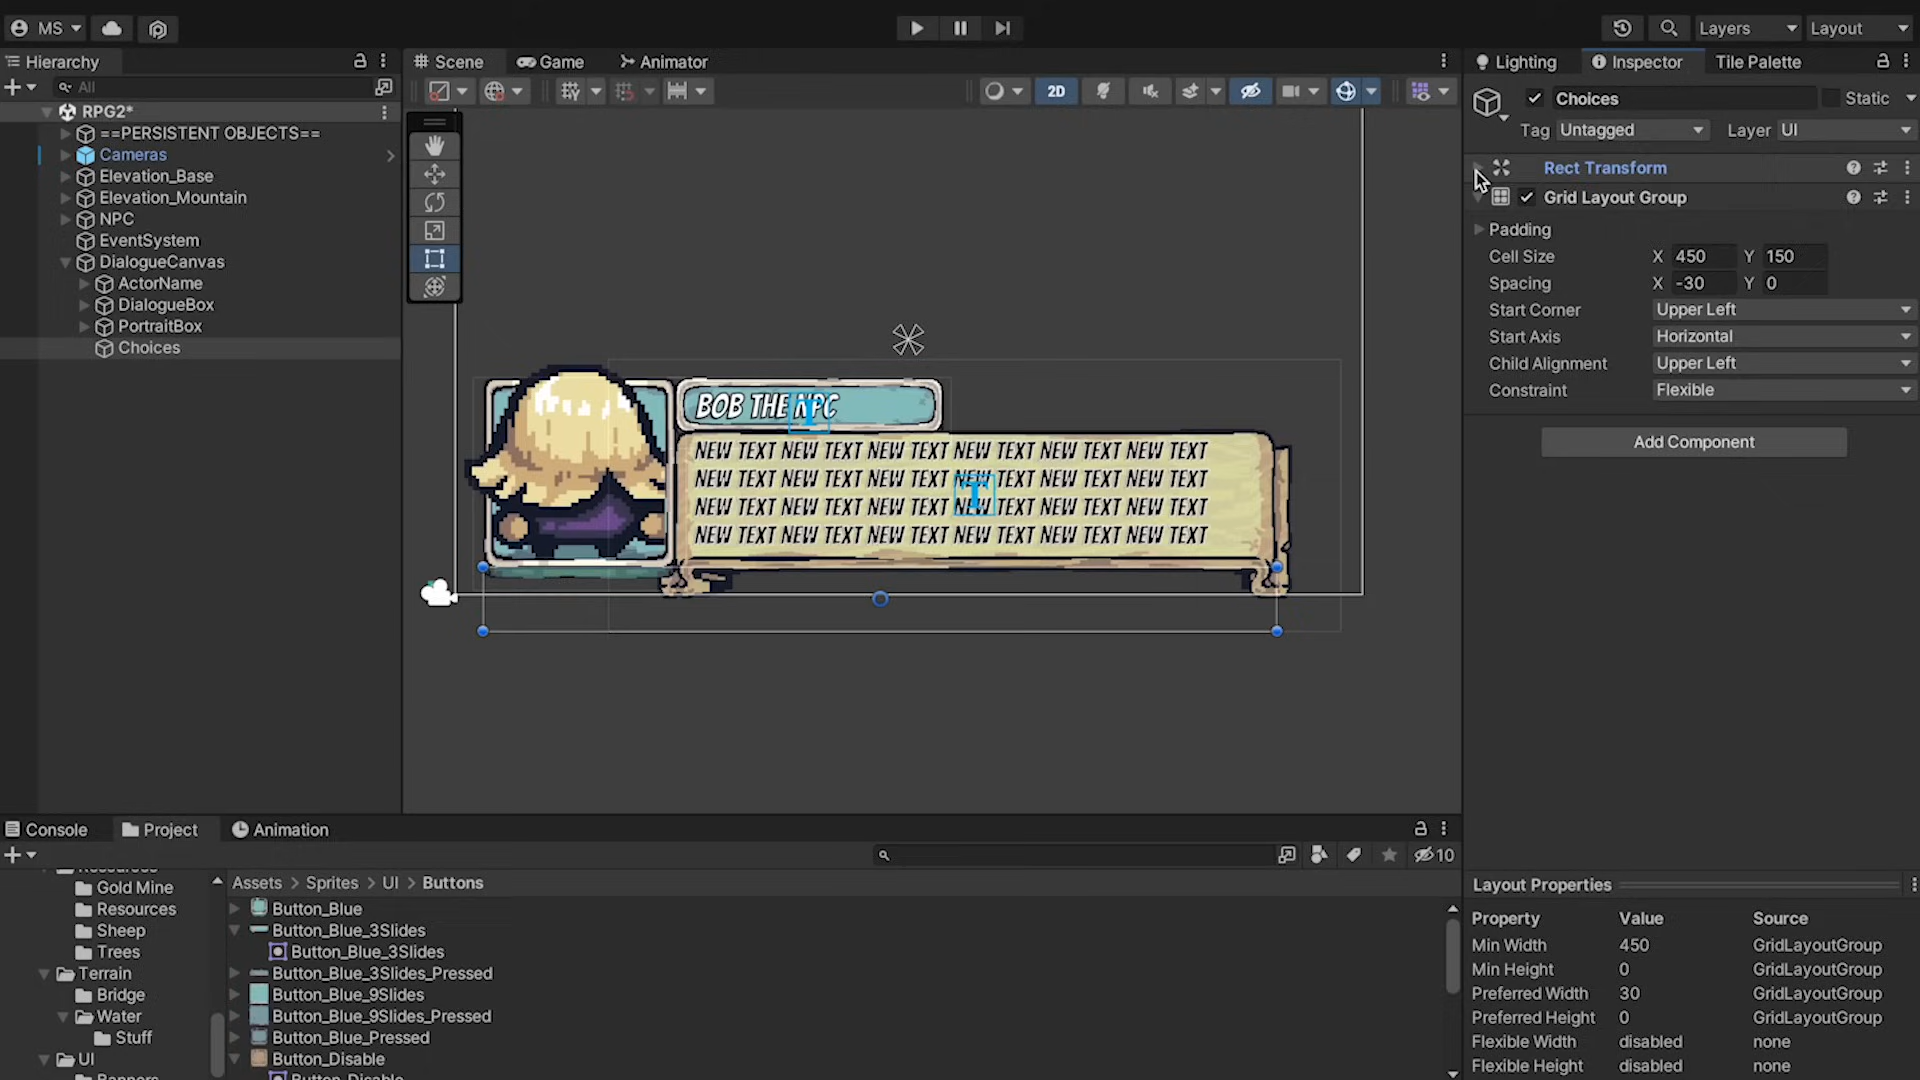 MS
Layers
Layout
Hierarchy
All
RPG2*
==PERSISTENT OBJECTS==
Cameras
Elevation_Base
Elevation_Mountain
NPC
EventSystem
DialogueCanvas
ActorName
DialogueBox
PortraitBox
Choices
Scene
Game
Animator
2D
BOB THE NPC
NEW TEXT NEW TEXT NEW TEXT NEW TEXT NEW TEXT NEW TEXT
NEW TEXT NEW TEXT NEW TEXT NEW TEXT NEW TEXT NEW TEXT
NEW TEXT NEW TEXT NEW TEXT NEW TEXT NEW TEXT NEW TEXT
NEW TEXT NEW TEXT NEW TEXT NEW TEXT NEW TEXT NEW TEXT
Lighting
Inspector
Tile Palette
Choices
Static
Tag Untagged
Layer UI
Rect Transform
Grid Layout Group
Padding
Cell Size X 450 Y 150
Spacing X -30 Y 0
Start Corner Upper Left
Start Axis Horizontal
Child Alignment Upper Left
Constraint Flexible
Add Component
Layout Properties
Property Value Source
Min Width 450 GridLayoutGroup
Min Height 0 GridLayoutGroup
Preferred Width 30 GridLayoutGroup
Preferred Height 0 GridLayoutGroup
Flexible Width disabled none
Flexible Height disabled none
Console
Project
Animation
10
Gold Mine
Resources
Sheep
Trees
Terrain
Bridge
Water
Stuff
UI
Assets > Sprites > UI > Buttons
Button_Blue
Button_Blue_3Slides
Button_Blue_3Slides
Button_Blue_3Slides_Pressed
Button_Blue_9Slides
Button_Blue_9Slides_Pressed
Button_Blue_Pressed
Button_Disable